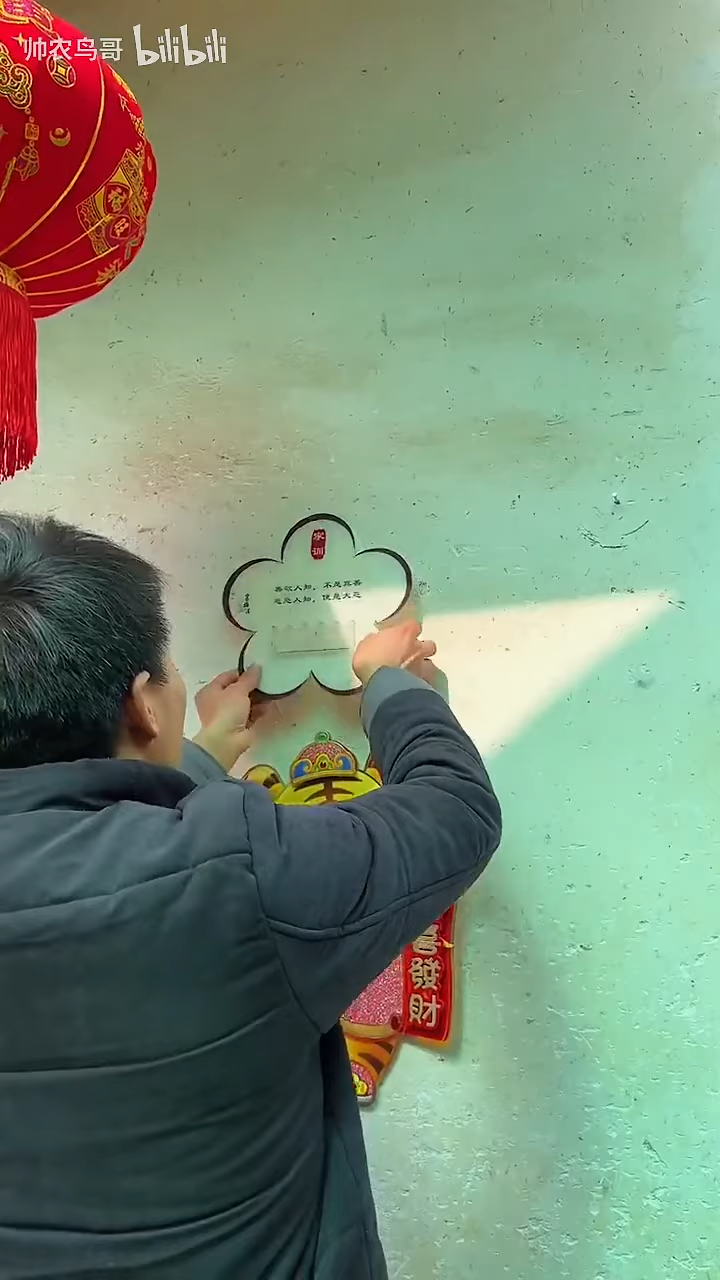 帅农鸟哥 bilibili
家训
善欲人知，不是真善
恶恐人知，便是大恶
喜發財